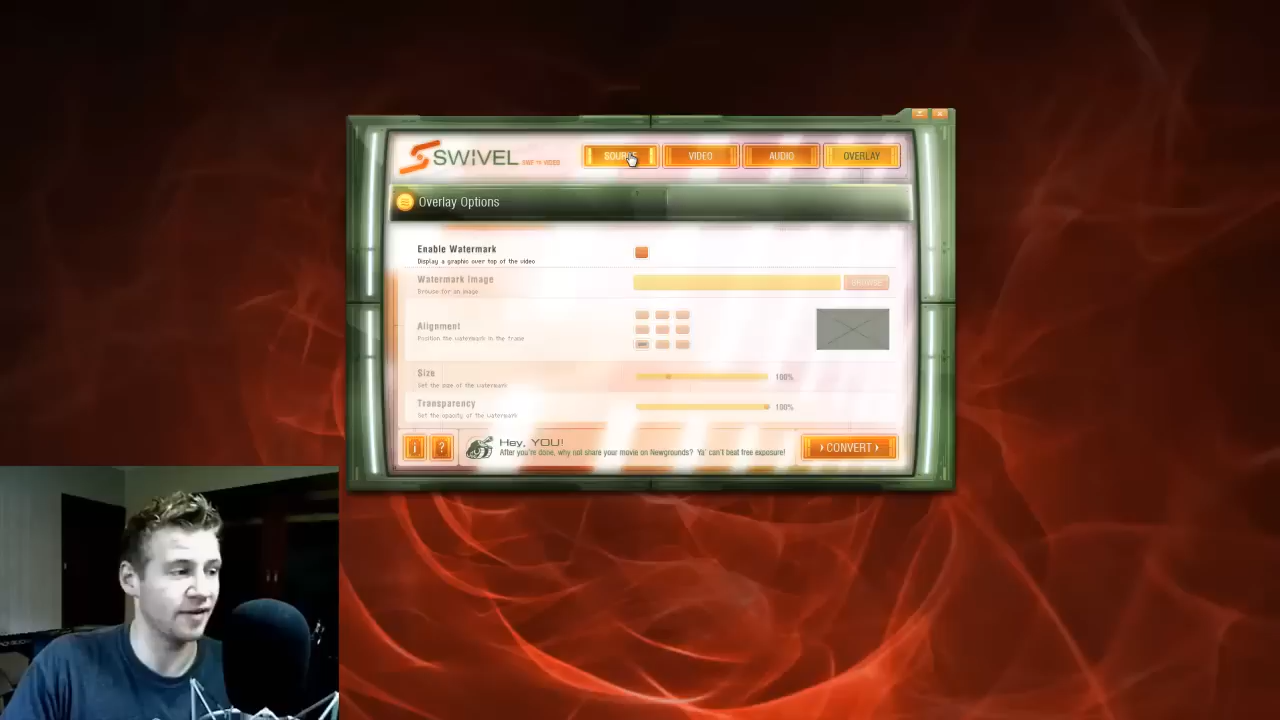 SWIVEL SWF TO VIDEO
SOURCE VIDEO AUDIO OVERLAY
Overlay Options
Enable Watermark
Display a graphic over top of the video
Watermark Image
Browse for an image
BROWSE
Alignment
Position the watermark in the frame
Size
Set the size of the watermark
100%
Transparency
Set the opacity of the watermark
100%
i ?
Hey, YOU!
After you're done, why not share your movie on Newgrounds? Ya' can't beat free exposure!
CONVERT